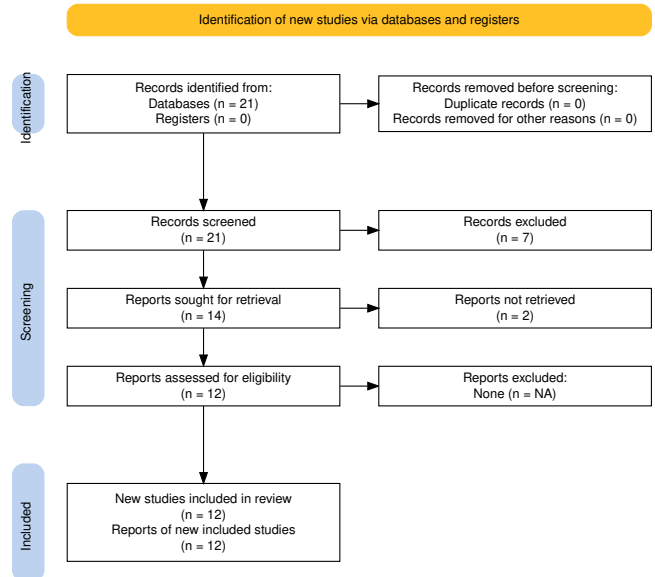 Identification of new studies via databases and registers
Identification
Records identified from:
Databases (n = 21)
Registers (n = 0)
Records removed before screening:
Duplicate records (n = 0)
Records removed for other reasons (n = 0)
Screening
Records screened
(n = 21)
Records excluded
(n = 7)
Reports sought for retrieval
(n = 14)
Reports not retrieved
(n = 2)
Reports assessed for eligibility
(n = 12)
Reports excluded:
None (n = NA)
Included
New studies included in review
(n = 12)
Reports of new included studies
(n = 12)